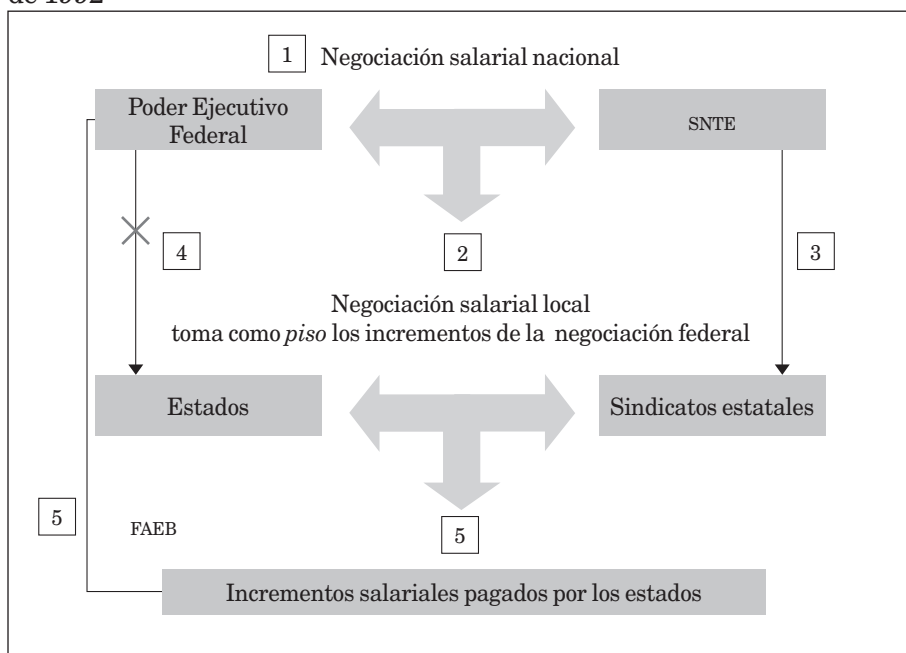 de 1992
1 Negociación salarial nacional
Poder Ejecutivo
Federal
SNTE
4
2
3
Negociación salarial local
toma como piso los incrementos de la negociación federal
Estados
Sindicatos estatales
5
FAEB
5
Incrementos salariales pagados por los estados